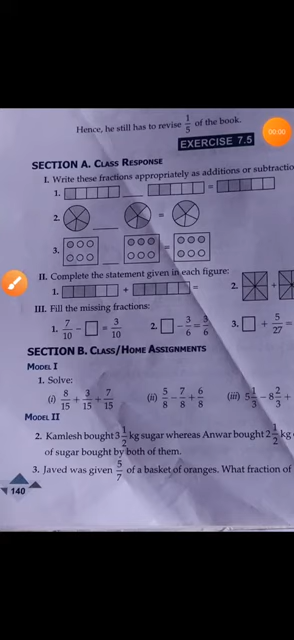 Hence, he still has to revise 1/5 of the book.
00:00
EXERCISE 7.5
SECTION A. CLASS RESPONSE
I. Write these fractions appropriately as additions or
1. ___ =
2. ___ =
3. ___ =
II. Complete the statement given in each figure:
1. + = 2. +
III. Fill the missing fractions:
1. 7/10 − □ = 3/10 2. □ − 3/6 = 3/6 3. □ + 5/27 =
SECTION B. CLASS/HOME ASSIGNMENTS
MODEL I
1. Solve:
(i) 8/15 + 3/15 + 7/15 (ii) 5/8 − 7/8 + 6/8 (iii) 5 1/3 − 8 2/3 +
MODEL II
2. Kamlesh bought 3 1/2 kg sugar whereas Anwar bought 2 1/2 kg
of sugar bought by both of them.
3. Javed was given 5/7 of a basket of oranges. What fraction of
140